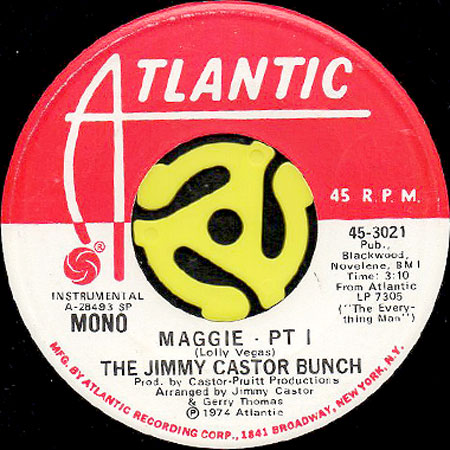 ATLANTIC
®
45 R.P.M.
45-3021
Pub.,
Blackwood,
Novelene, BMI
Time: 3:10
From Atlantic
LP 7305
("The Every-
thing Man")
INSTRUMENTAL
A-28493 SP
MONO
MAGGIE - PT I
(Lolly Vegas)
THE JIMMY CASTOR BUNCH
Prod. by Castor-Pruitt Productions
Arranged by Jimmy Castor
& Gerry Thomas
℗ 1974 Atlantic
MFG. BY ATLANTIC RECORDING CORP., 1841 BROADWAY, NEW YORK, N.Y.